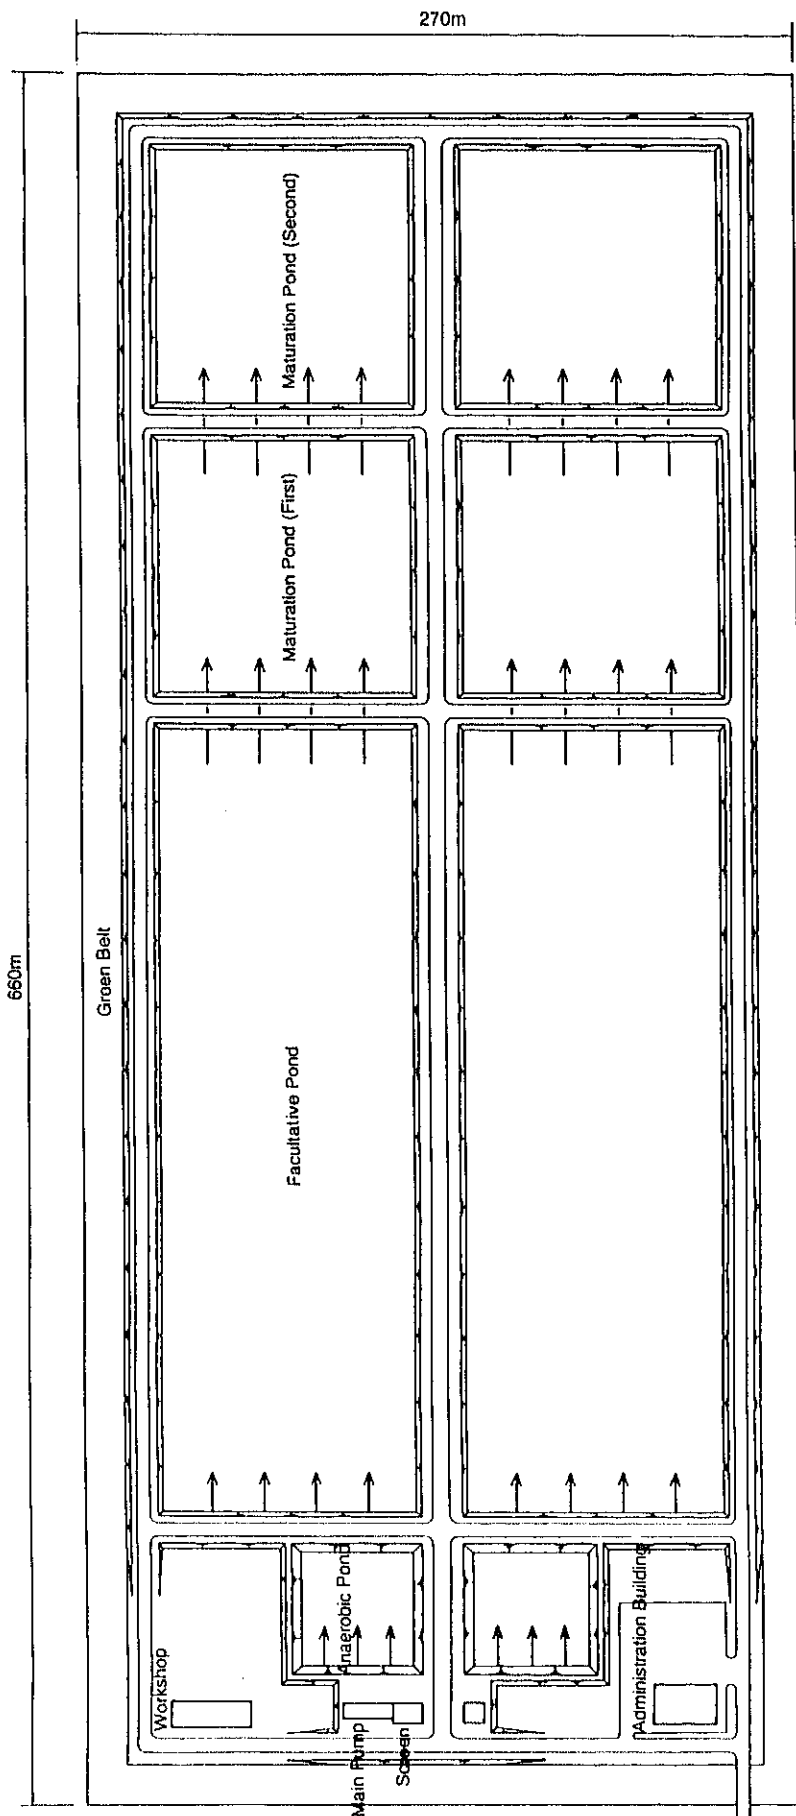 270m
Maturation Pond (Second)
Maturation Pond (First)
660m
Groen Belt
Facultative Pond
Anaerobic Pond
Administration Building
Workshop
Main Pump
Screen